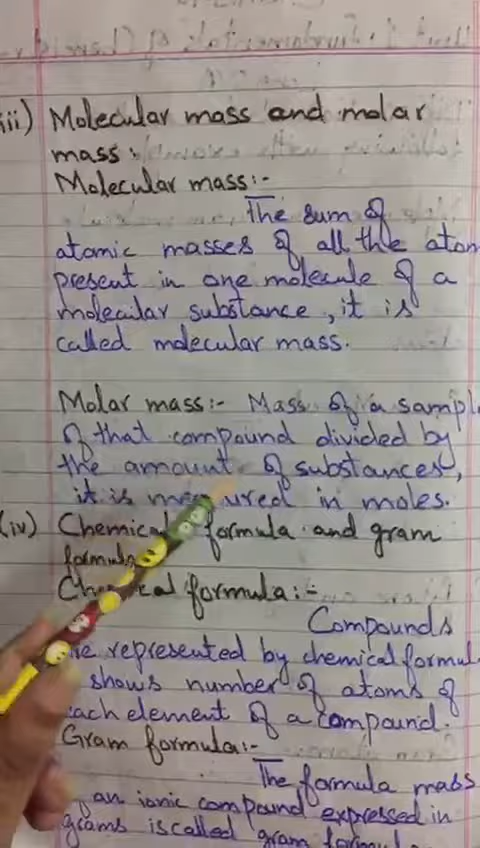 iii) Molecular mass and molar
mass:
Molecular mass:-
The sum of
atomic masses of all the atom
present in one molecule of a
molecular substance, it is
called molecular mass.
Molar mass:- Mass of a sampl
of that compound divided by
the amount of substances,
it is measured in moles.
(iv) Chemical formula and gram
formula
Chemical formula:-
Compounds
are represented by chemical formul
shows number of atoms of
each element of a compound.
Gram formula:-
The formula mass
of an ionic compound expressed in
grams is called gram formul